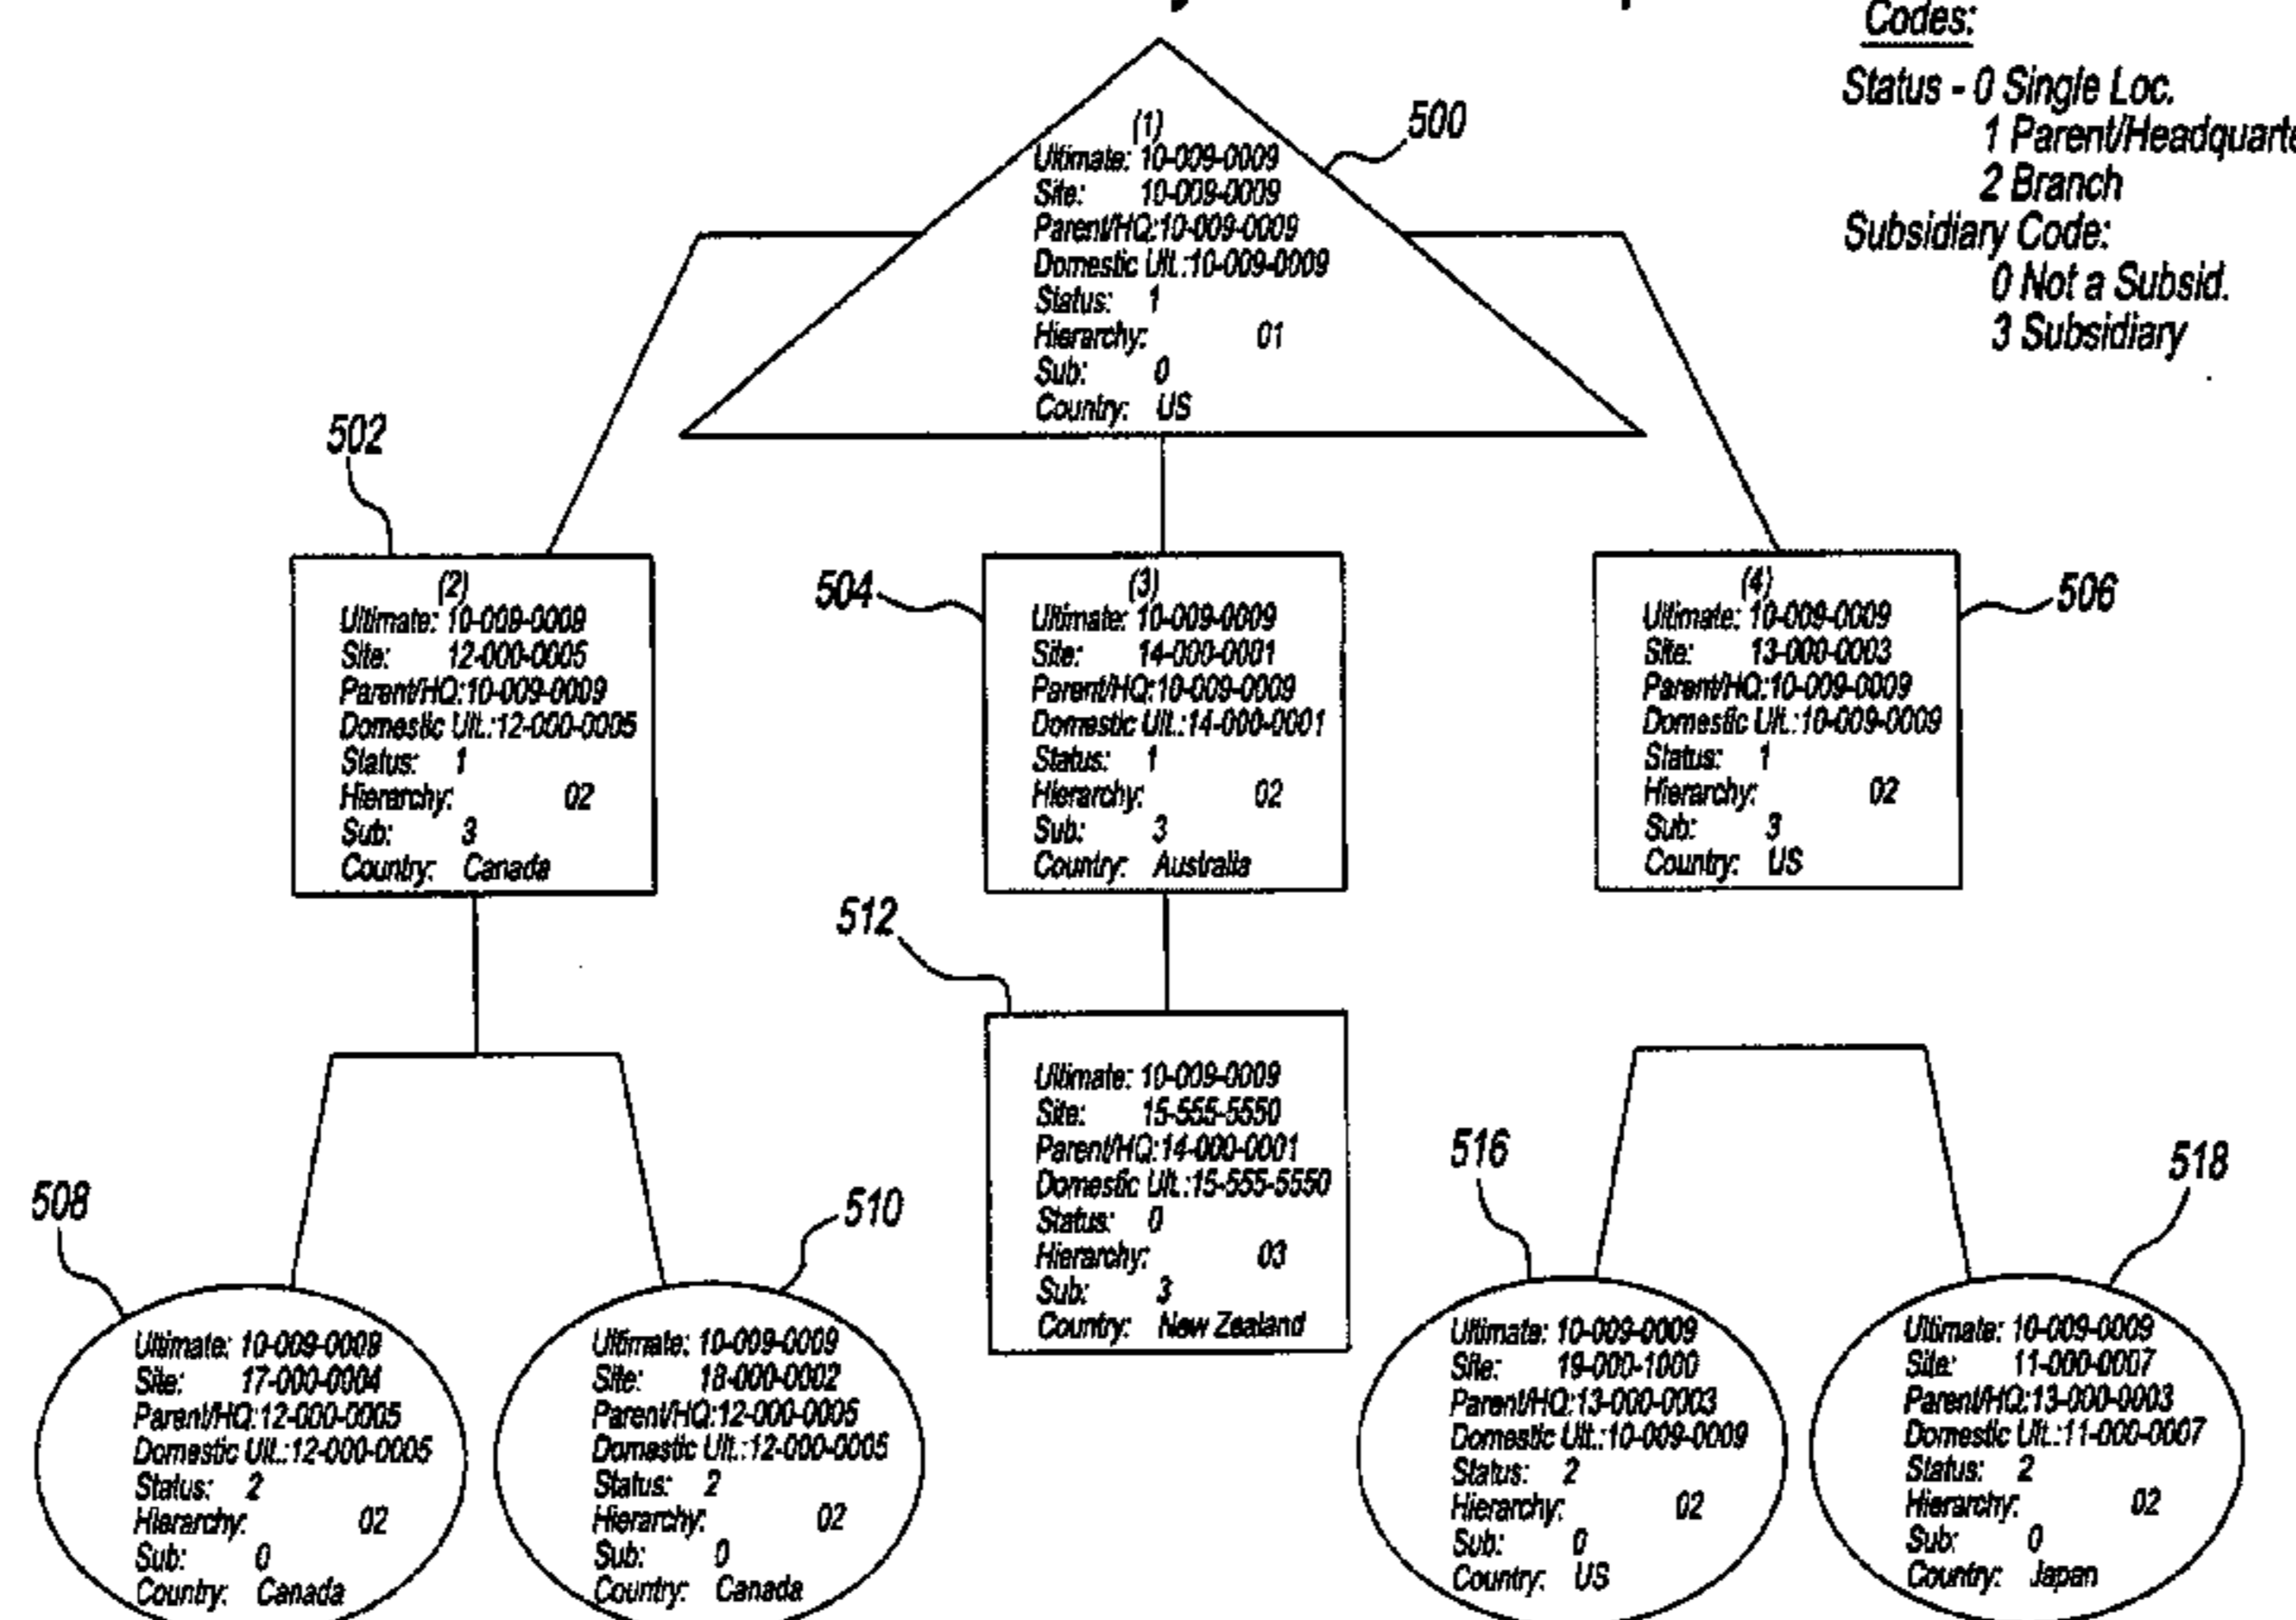 Codes:
Status - 0 Single Loc.
1 Parent/Headquarte
2 Branch
Subsidiary Code:
0 Not a Subsid.
3 Subsidiary
500
(1)
Ultimate: 10-009-0009
Site: 10-009-0009
Parent/HQ:10-009-0009
Domestic Ult.:10-009-0009
Status: 1
Hierarchy: 01
Sub: 0
Country: US
502
(2)
Ultimate: 10-009-0009
Site: 12-000-0005
Parent/HQ:10-009-0009
Domestic Ult.:12-000-0005
Status: 1
Hierarchy: 02
Sub: 3
Country: Canada
504
(3)
Ultimate: 10-009-0009
Site: 14-000-0001
Parent/HQ:10-009-0009
Domestic Ult.:14-000-0001
Status: 1
Hierarchy: 02
Sub: 3
Country: Australia
506
(4)
Ultimate: 10-009-0009
Site: 13-000-0003
Parent/HQ:10-009-0009
Domestic Ult.:10-009-0009
Status: 1
Hierarchy: 02
Sub: 3
Country: US
512
Ultimate: 10-009-0009
Site: 15-555-5550
Parent/HQ:14-000-0001
Domestic Ult.:15-555-5550
Status: 0
Hierarchy: 03
Sub: 3
Country: New Zealand
508
Ultimate: 10-009-0009
Site: 17-000-0004
Parent/HQ:12-000-0005
Domestic Ult.:12-000-0005
Status: 2
Hierarchy: 02
Sub: 0
Country: Canada
510
Ultimate: 10-009-0009
Site: 18-000-0002
Parent/HQ:12-000-0005
Domestic Ult.:12-000-0005
Status: 2
Hierarchy: 02
Sub: 0
Country: Canada
516
Ultimate: 10-009-0009
Site: 19-000-1000
Parent/HQ:13-000-0003
Domestic Ult.:10-009-0009
Status: 2
Hierarchy: 02
Sub: 0
Country: US
518
Ultimate: 10-009-0009
Site: 11-000-0007
Parent/HQ:13-000-0003
Domestic Ult.:11-000-0007
Status: 2
Hierarchy: 02
Sub: 0
Country: Japan